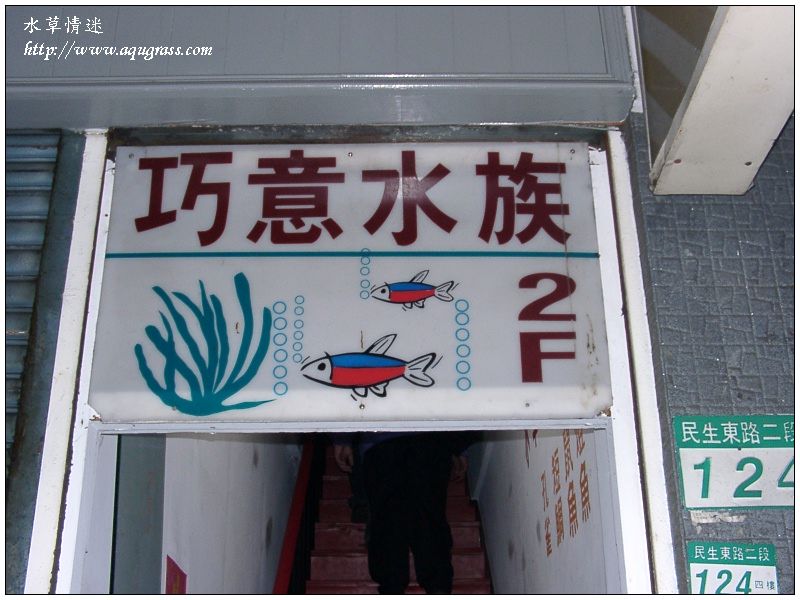 水草情迷
http://www.aqugrass.com
巧意水族
2F
民生東路二段
124
民生東路二段
124 四樓